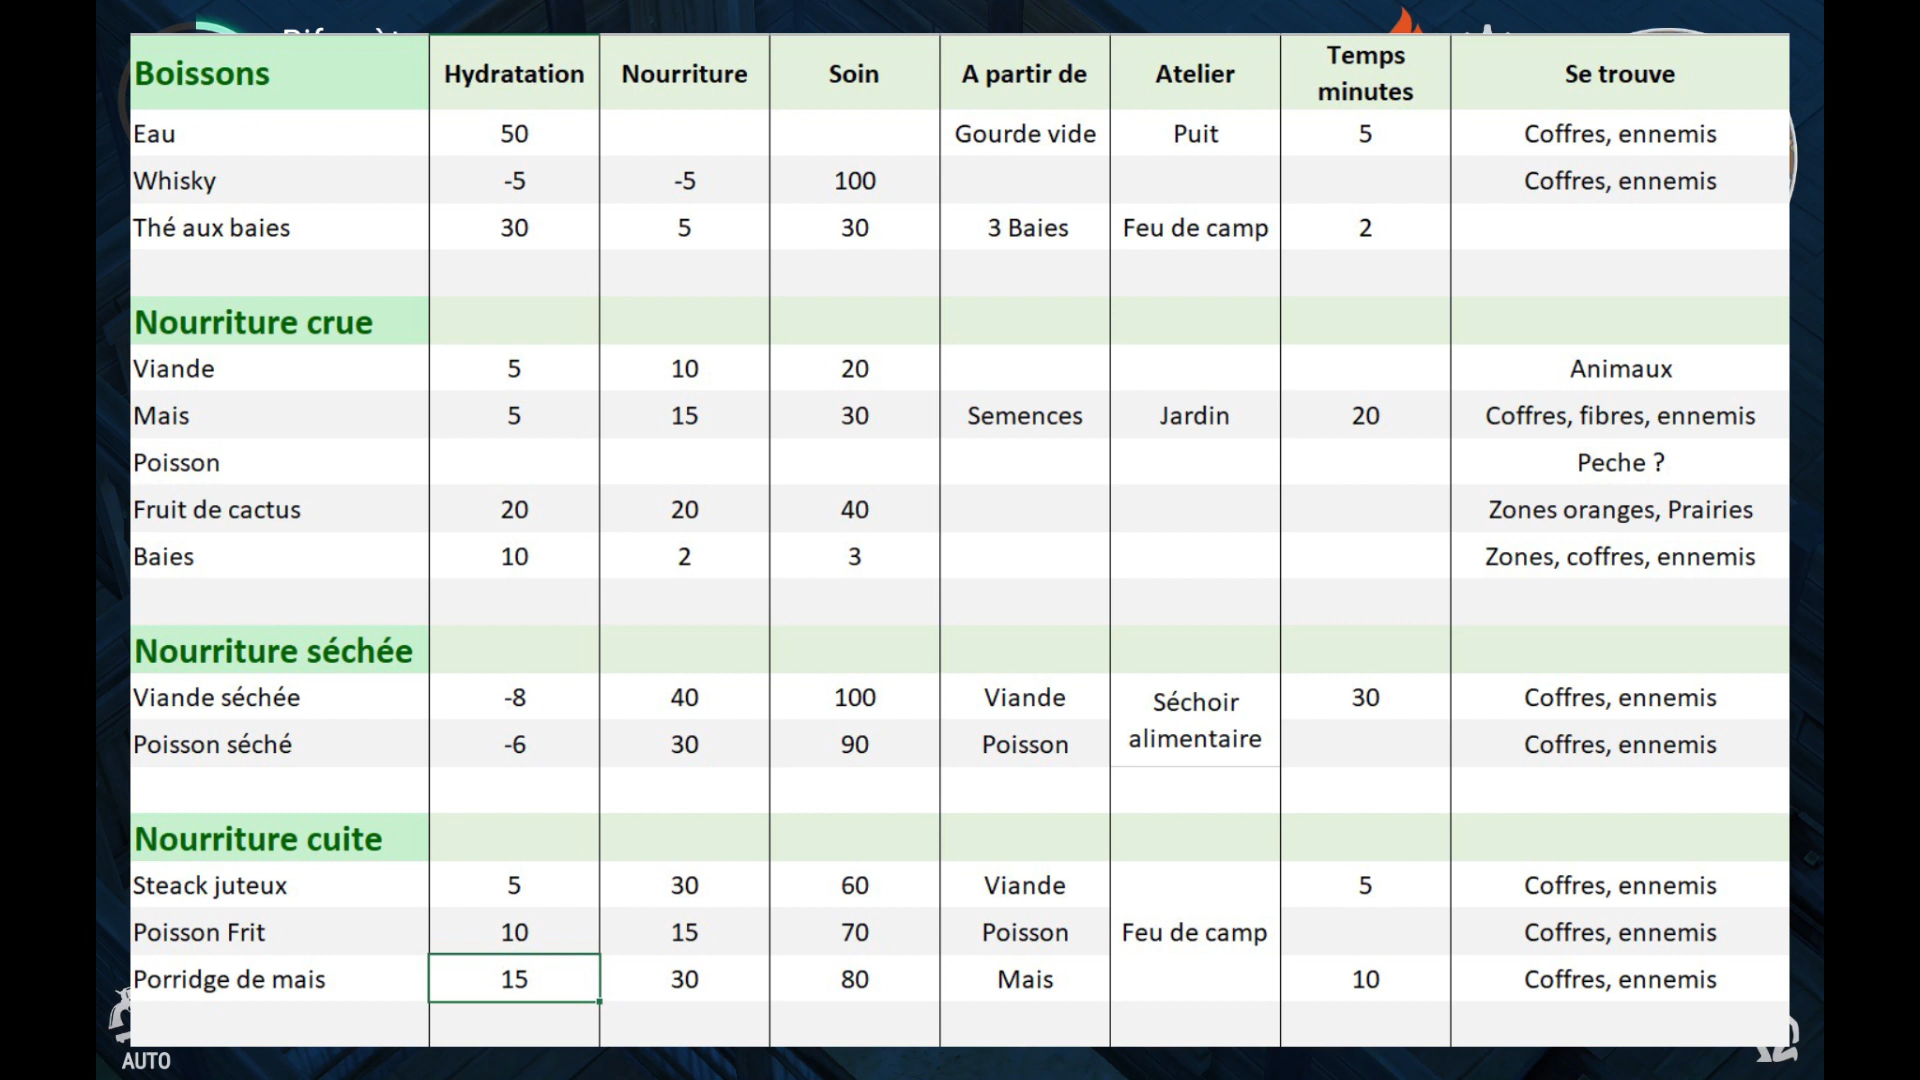 Boissons Hydratation Nourriture Soin A partir de Atelier Temps minutes Se trouve
Eau 50 Gourde vide Puit 5 Coffres, ennemis
Whisky -5 -5 100 Coffres, ennemis
Thé aux baies 30 5 30 3 Baies Feu de camp 2
Nourriture crue
Viande 5 10 20 Animaux
Mais 5 15 30 Semences Jardin 20 Coffres, fibres, ennemis
Poisson Peche ?
Fruit de cactus 20 20 40 Zones oranges, Prairies
Baies 10 2 3 Zones, coffres, ennemis
Nourriture séchée
Viande séchée -8 40 100 Viande Séchoir alimentaire 30 Coffres, ennemis
Poisson séché -6 30 90 Poisson Coffres, ennemis
Nourriture cuite
Steack juteux 5 30 60 Viande 5 Coffres, ennemis
Poisson Frit 10 15 70 Poisson Feu de camp Coffres, ennemis
Porridge de mais 15 30 80 Mais 10 Coffres, ennemis
AUTO